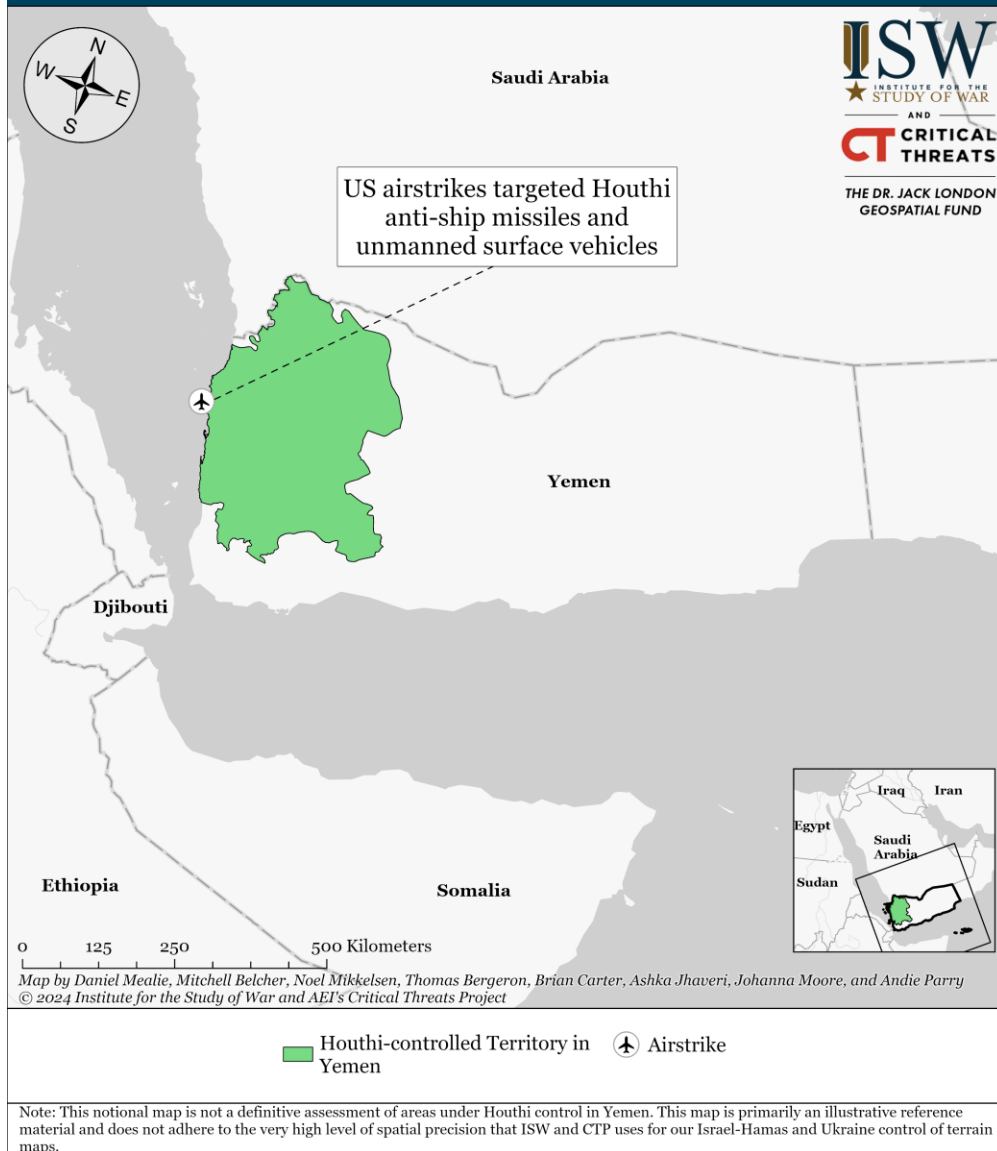 N
W
E
S
Saudi Arabia
ISW
INSTITUTE FOR THE
STUDY OF WAR
AND
CT CRITICAL
THREATS
THE DR. JACK LONDON
GEOSPATIAL FUND
US airstrikes targeted Houthi
anti-ship missiles and
unmanned surface vehicles
Yemen
Djibouti
Ethiopia
Somalia
Iraq
Iran
Egypt
Saudi
Arabia
Sudan
0 125 250 500 Kilometers
Map by Daniel Mealie, Mitchell Belcher, Noel Mikkelsen, Thomas Bergeron, Brian Carter, Ashka Jhaveri, Johanna Moore, and Andie Parry
© 2024 Institute for the Study of War and AEI's Critical Threats Project
Houthi-controlled Territory in
Yemen
Airstrike
Note: This notional map is not a definitive assessment of areas under Houthi control in Yemen. This map is primarily an illustrative reference
material and does not adhere to the very high level of spatial precision that ISW and CTP uses for our Israel-Hamas and Ukraine control of terrain
maps.